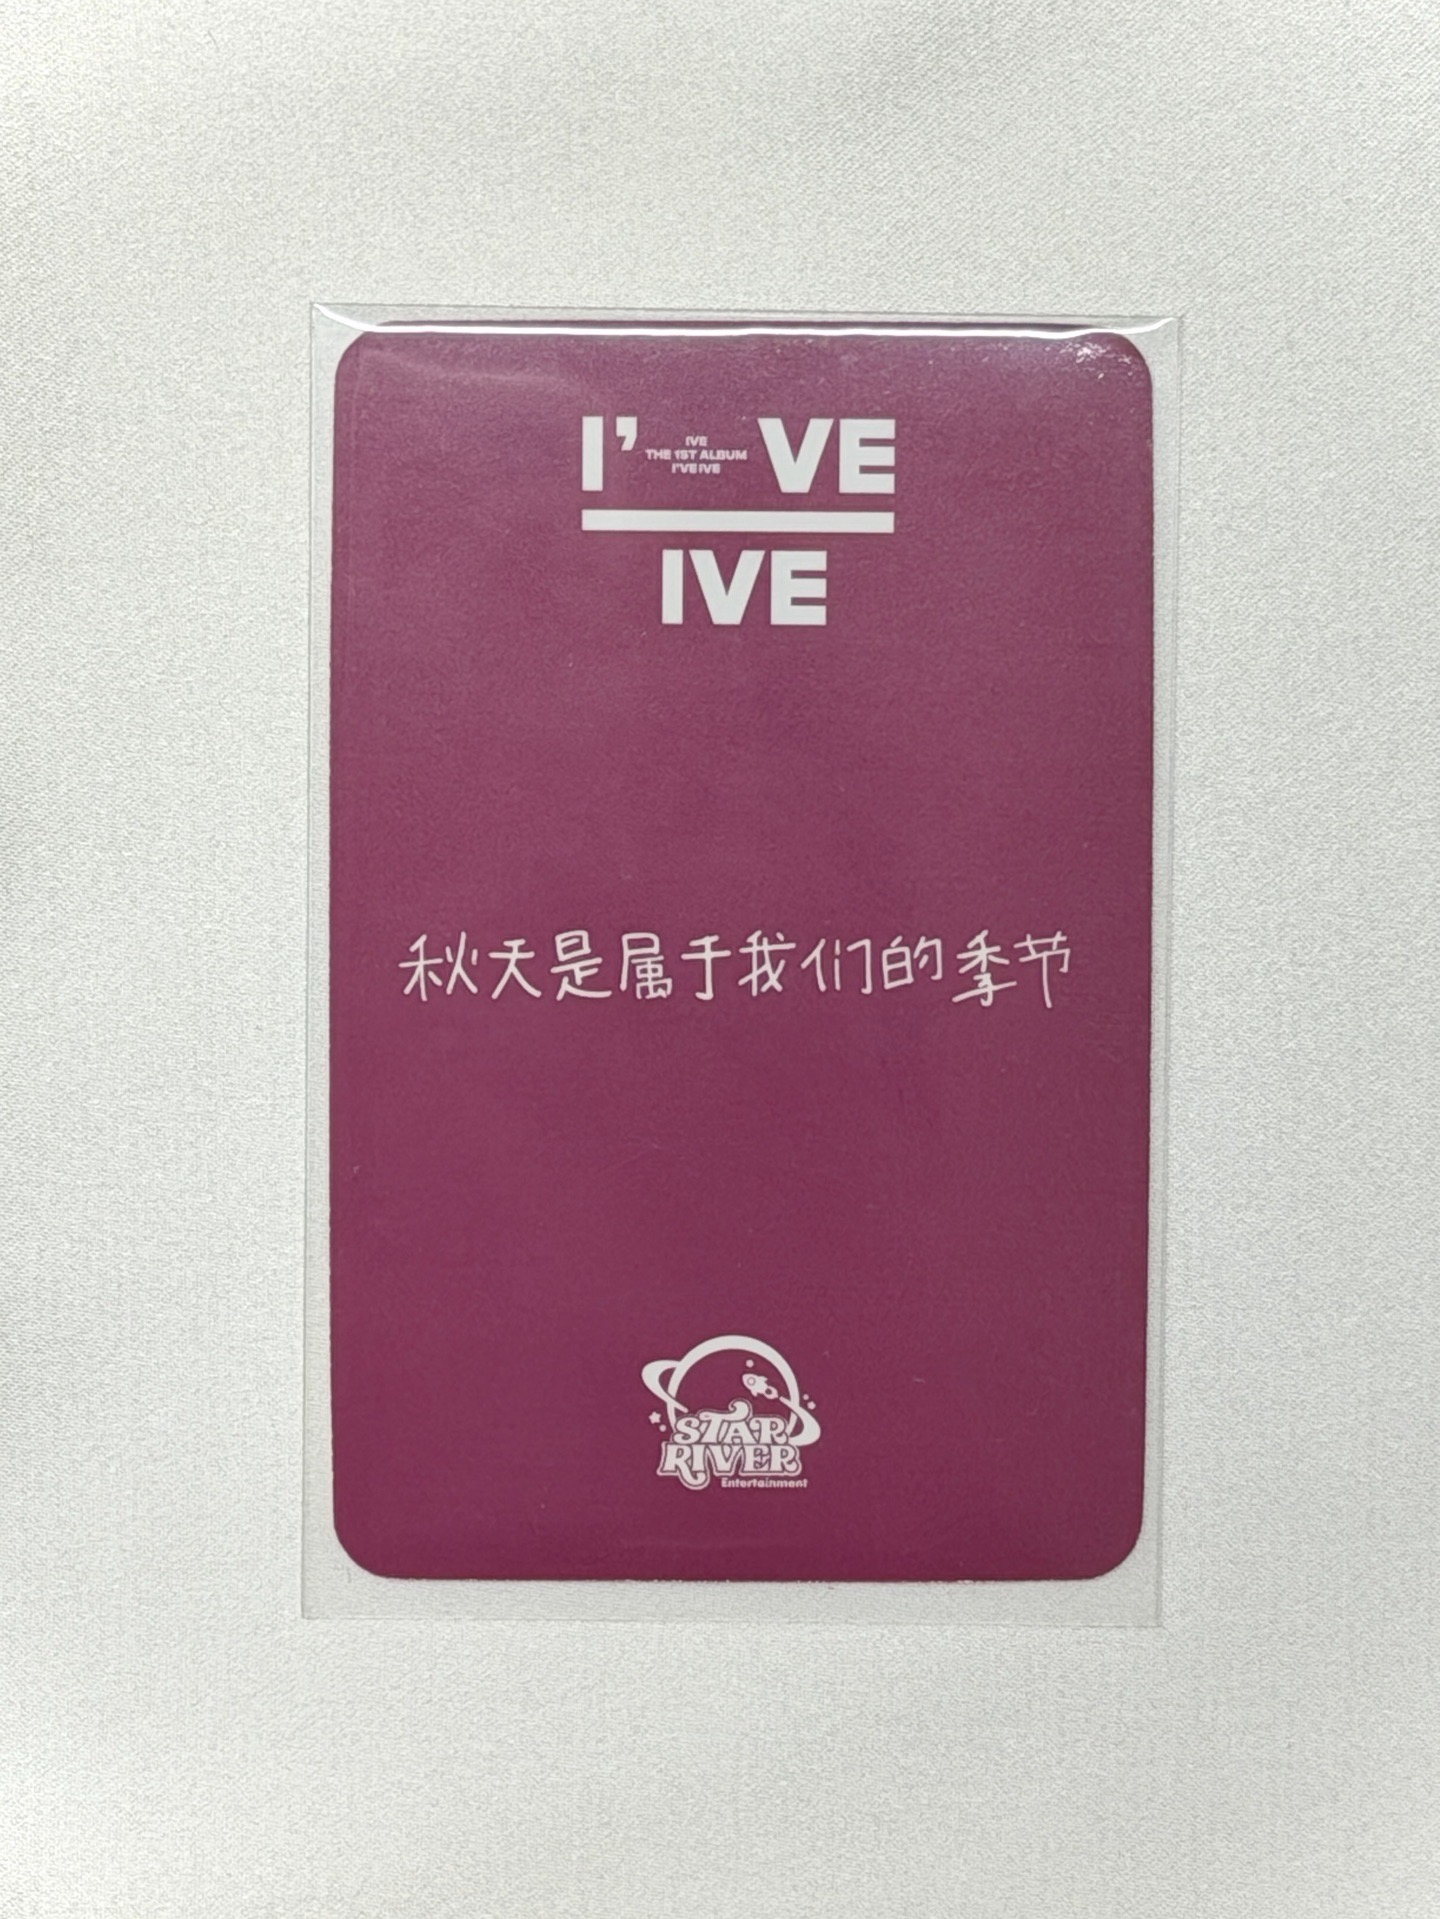 I' VE
IVE
THE 1ST ALBUM
I'VE IVE
IVE
秋天是属于我们的季节
STAR
RIVER
Entertainment